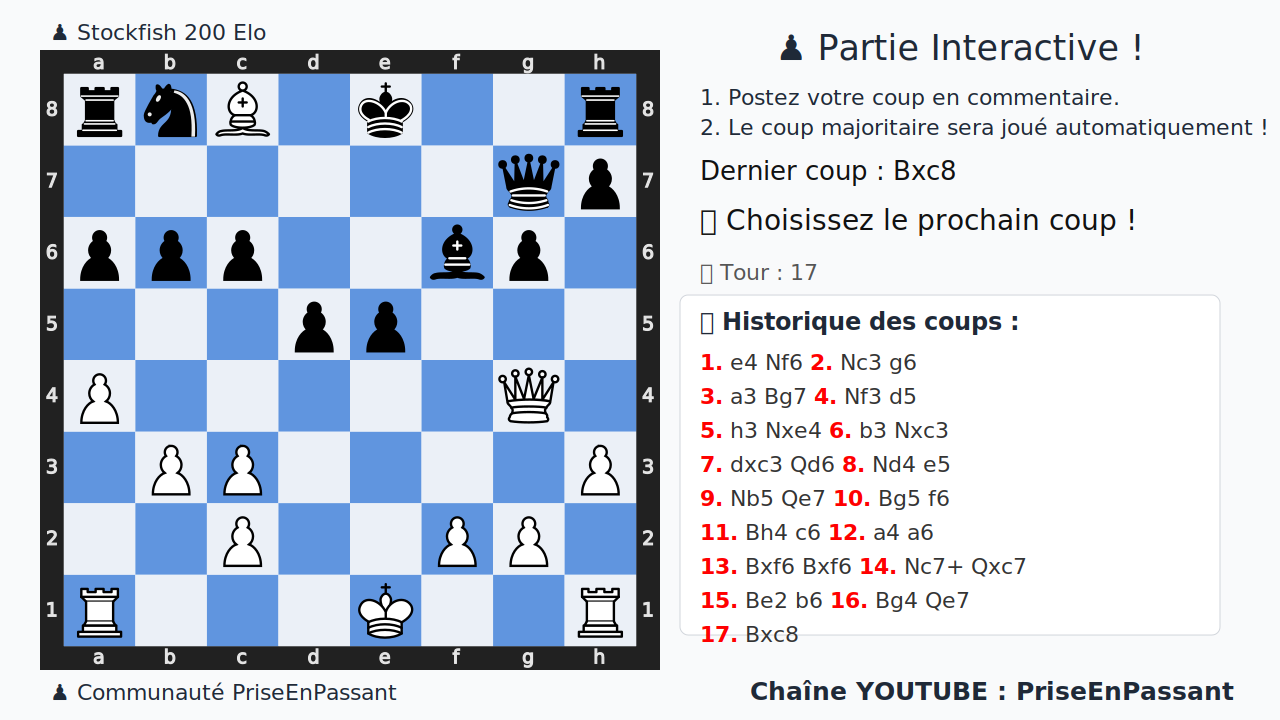 ♟ Stockfish 200 Elo
a b c d e f g h
8 8
7 7
6 6
5 5
4 4
3 3
2 2
1 1
a b c d e f g h
♟ Communauté PriseEnPassant
♟ Partie Interactive !
1. Postez votre coup en commentaire.
2. Le coup majoritaire sera joué automatiquement !
Dernier coup : Bxc8
Choisissez le prochain coup !
Tour : 17
Historique des coups :
1. e4 Nf6 2. Nc3 g6
3. a3 Bg7 4. Nf3 d5
5. h3 Nxe4 6. b3 Nxc3
7. dxc3 Qd6 8. Nd4 e5
9. Nb5 Qe7 10. Bg5 f6
11. Bh4 c6 12. a4 a6
13. Bxf6 Bxf6 14. Nc7+ Qxc7
15. Be2 b6 16. Bg4 Qe7
17. Bxc8
Chaîne YOUTUBE : PriseEnPassant